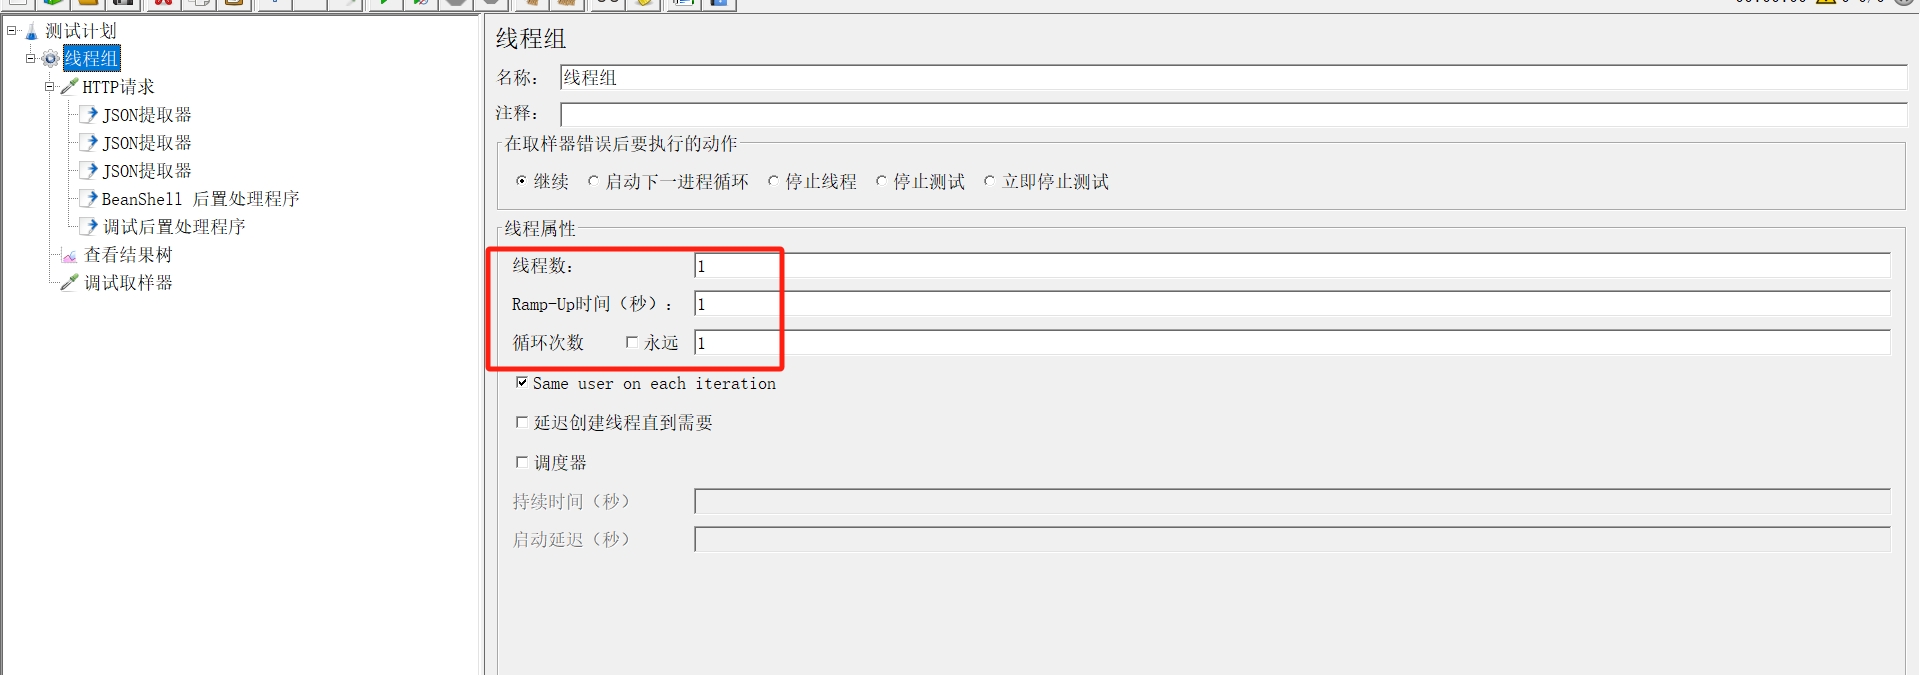 测试计划
线程组
HTTP请求
JSON提取器
JSON提取器
JSON提取器
BeanShell 后置处理程序
调试后置处理程序
查看结果树
调试取样器
线程组
名称: 线程组
注释:
在取样器错误后要执行的动作
继续 启动下一进程循环 停止线程 停止测试 立即停止测试
线程属性
线程数: 1
Ramp-Up时间（秒）: 1
循环次数 永远 1
Same user on each iteration
延迟创建线程直到需要
调度器
持续时间（秒）
启动延迟（秒）